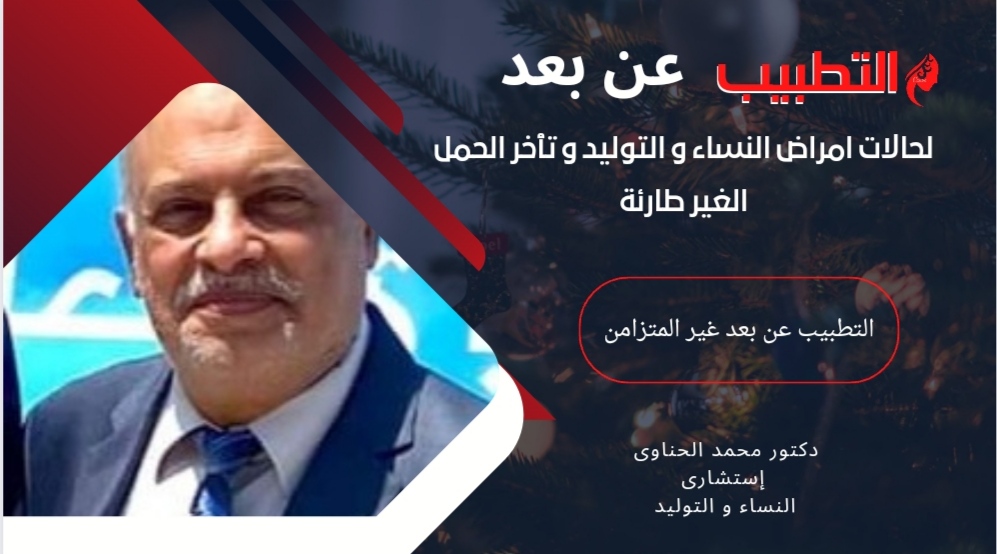 التطبيب عن بعد
لحالات امراض النساء و التوليد و تأخر الحمل
الغير طارئة
التطبيب عن بعد غير المتزامن
دكتور محمد الحناوى
إستشارى
النساء و التوليد